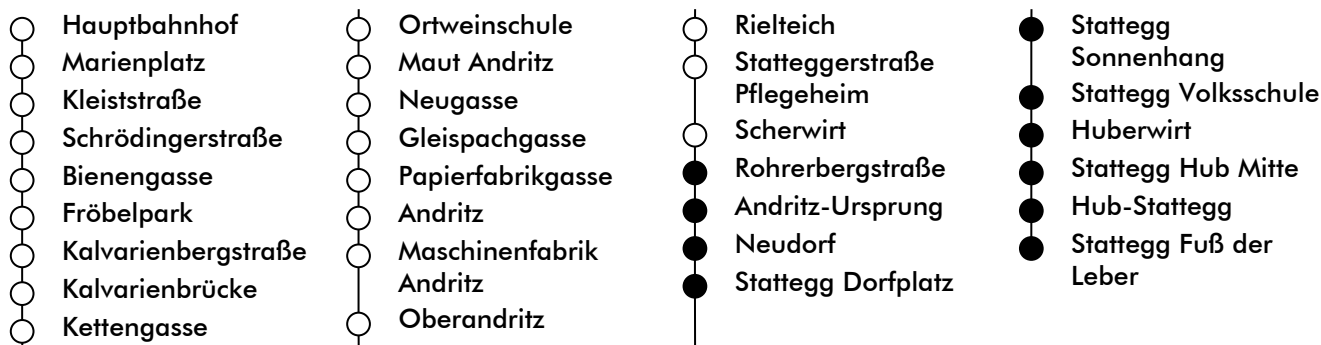 Hauptbahnhof
Marienplatz
Kleiststraße
Schrödingerstraße
Bienengasse
Fröbelpark
Kalvarienbergstraße
Kalvarienbrücke
Kettengasse
Ortweinschule
Maut Andritz
Neugasse
Gleispachgasse
Papierfabrikgasse
Andritz
Maschinenfabrik
Andritz
Oberandritz
Rielteich
Statteggerstraße
Pflegeheim
Scherwirt
Rohrerbergstraße
Andritz-Ursprung
Neudorf
Stattegg Dorfplatz
Stattegg
Sonnenhang
Stattegg Volksschule
Huberwirt
Stattegg Hub Mitte
Hub-Stattegg
Stattegg Fuß der
Leber